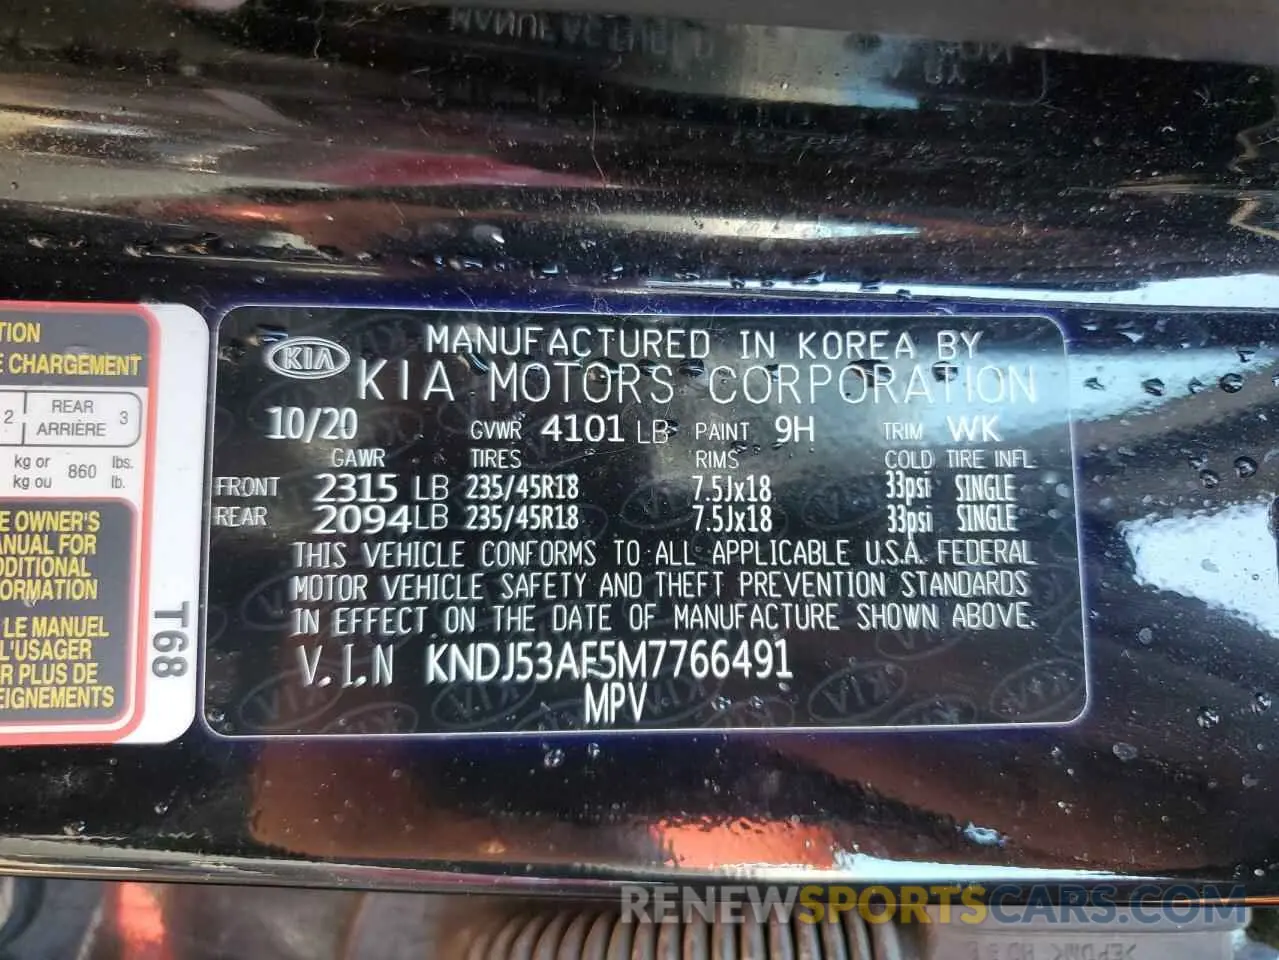 TION
E CHARGEMENT
2 REAR ARRIÈRE 3
kg or
kg ou 860 lbs.
lb.
E OWNER'S
ANUAL FOR
DDITIONAL
FORMATION
LE MANUEL
L'USAGER
R PLUS DE
EIGNEMENTS
T68
MANUFACTURED IN KOREA BY
KIA KIA MOTORS CORPORATION
10/20 GVWR 4101 LB PAINT 9H TRIM WK
GAWR TIRES RIMS COLD TIRE INFL
FRONT 2315 LB 235/45R18 7.5Jx18 33psi SINGLE
REAR 2094 LB 235/45R18 7.5Jx18 33psi SINGLE
THIS VEHICLE CONFORMS TO ALL APPLICABLE U.S.A. FEDERAL
MOTOR VEHICLE SAFETY AND THEFT PREVENTION STANDARDS
IN EFFECT ON THE DATE OF MANUFACTURE SHOWN ABOVE.
V.I.N KNDJ53AF5M7766491
MPV
RENEWSPORTSCARS.COM